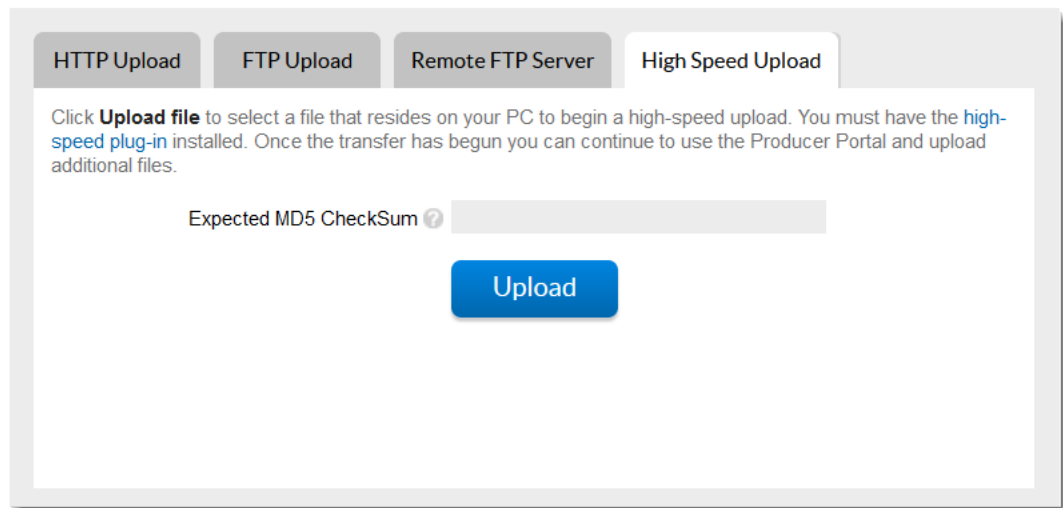 HTTP Upload FTP Upload Remote FTP Server High Speed Upload
Click Upload file to select a file that resides on your PC to begin a high-speed upload. You must have the high-
speed plug-in installed. Once the transfer has begun you can continue to use the Producer Portal and upload
additional files.
Expected MD5 CheckSum ?
Upload